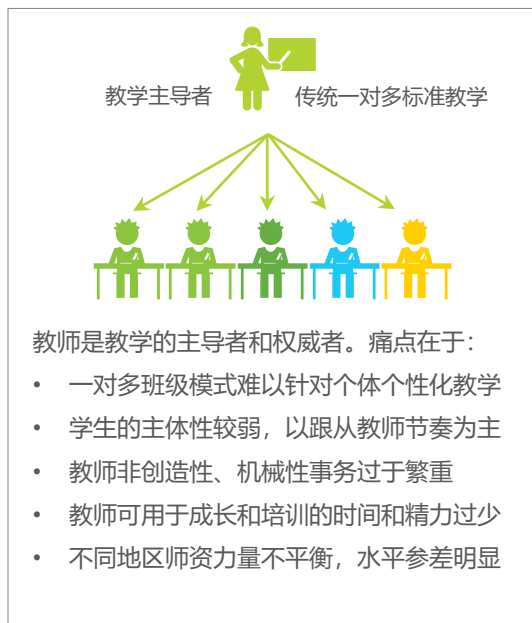 教学主导者
传统一对多标准教学
教师是教学的主导者和权威者。痛点在于：
• 一对多班级模式难以针对个体个性化教学
• 学生的主体性较弱，以跟从教师节奏为主
• 教师非创造性、机械性事务过于繁重
• 教师可用于成长和培训的时间和精力过少
• 不同地区师资力量不平衡，水平参差明显